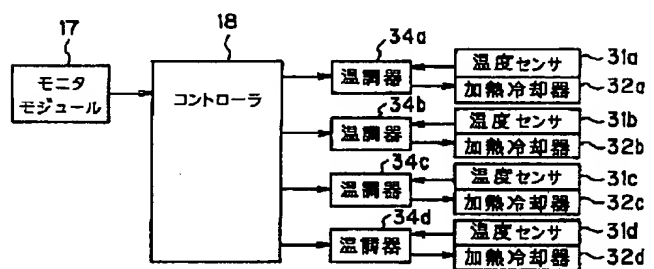 17
モニタ
モジュール
18
コントローラ
34a
温調器
温度センサ
31a
加熱冷却器
32a
34b
温調器
温度センサ
31b
加熱冷却器
32b
34c
温調器
温度センサ
31c
加熱冷却器
32c
34d
温調器
温度センサ
31d
加熱冷却器
32d